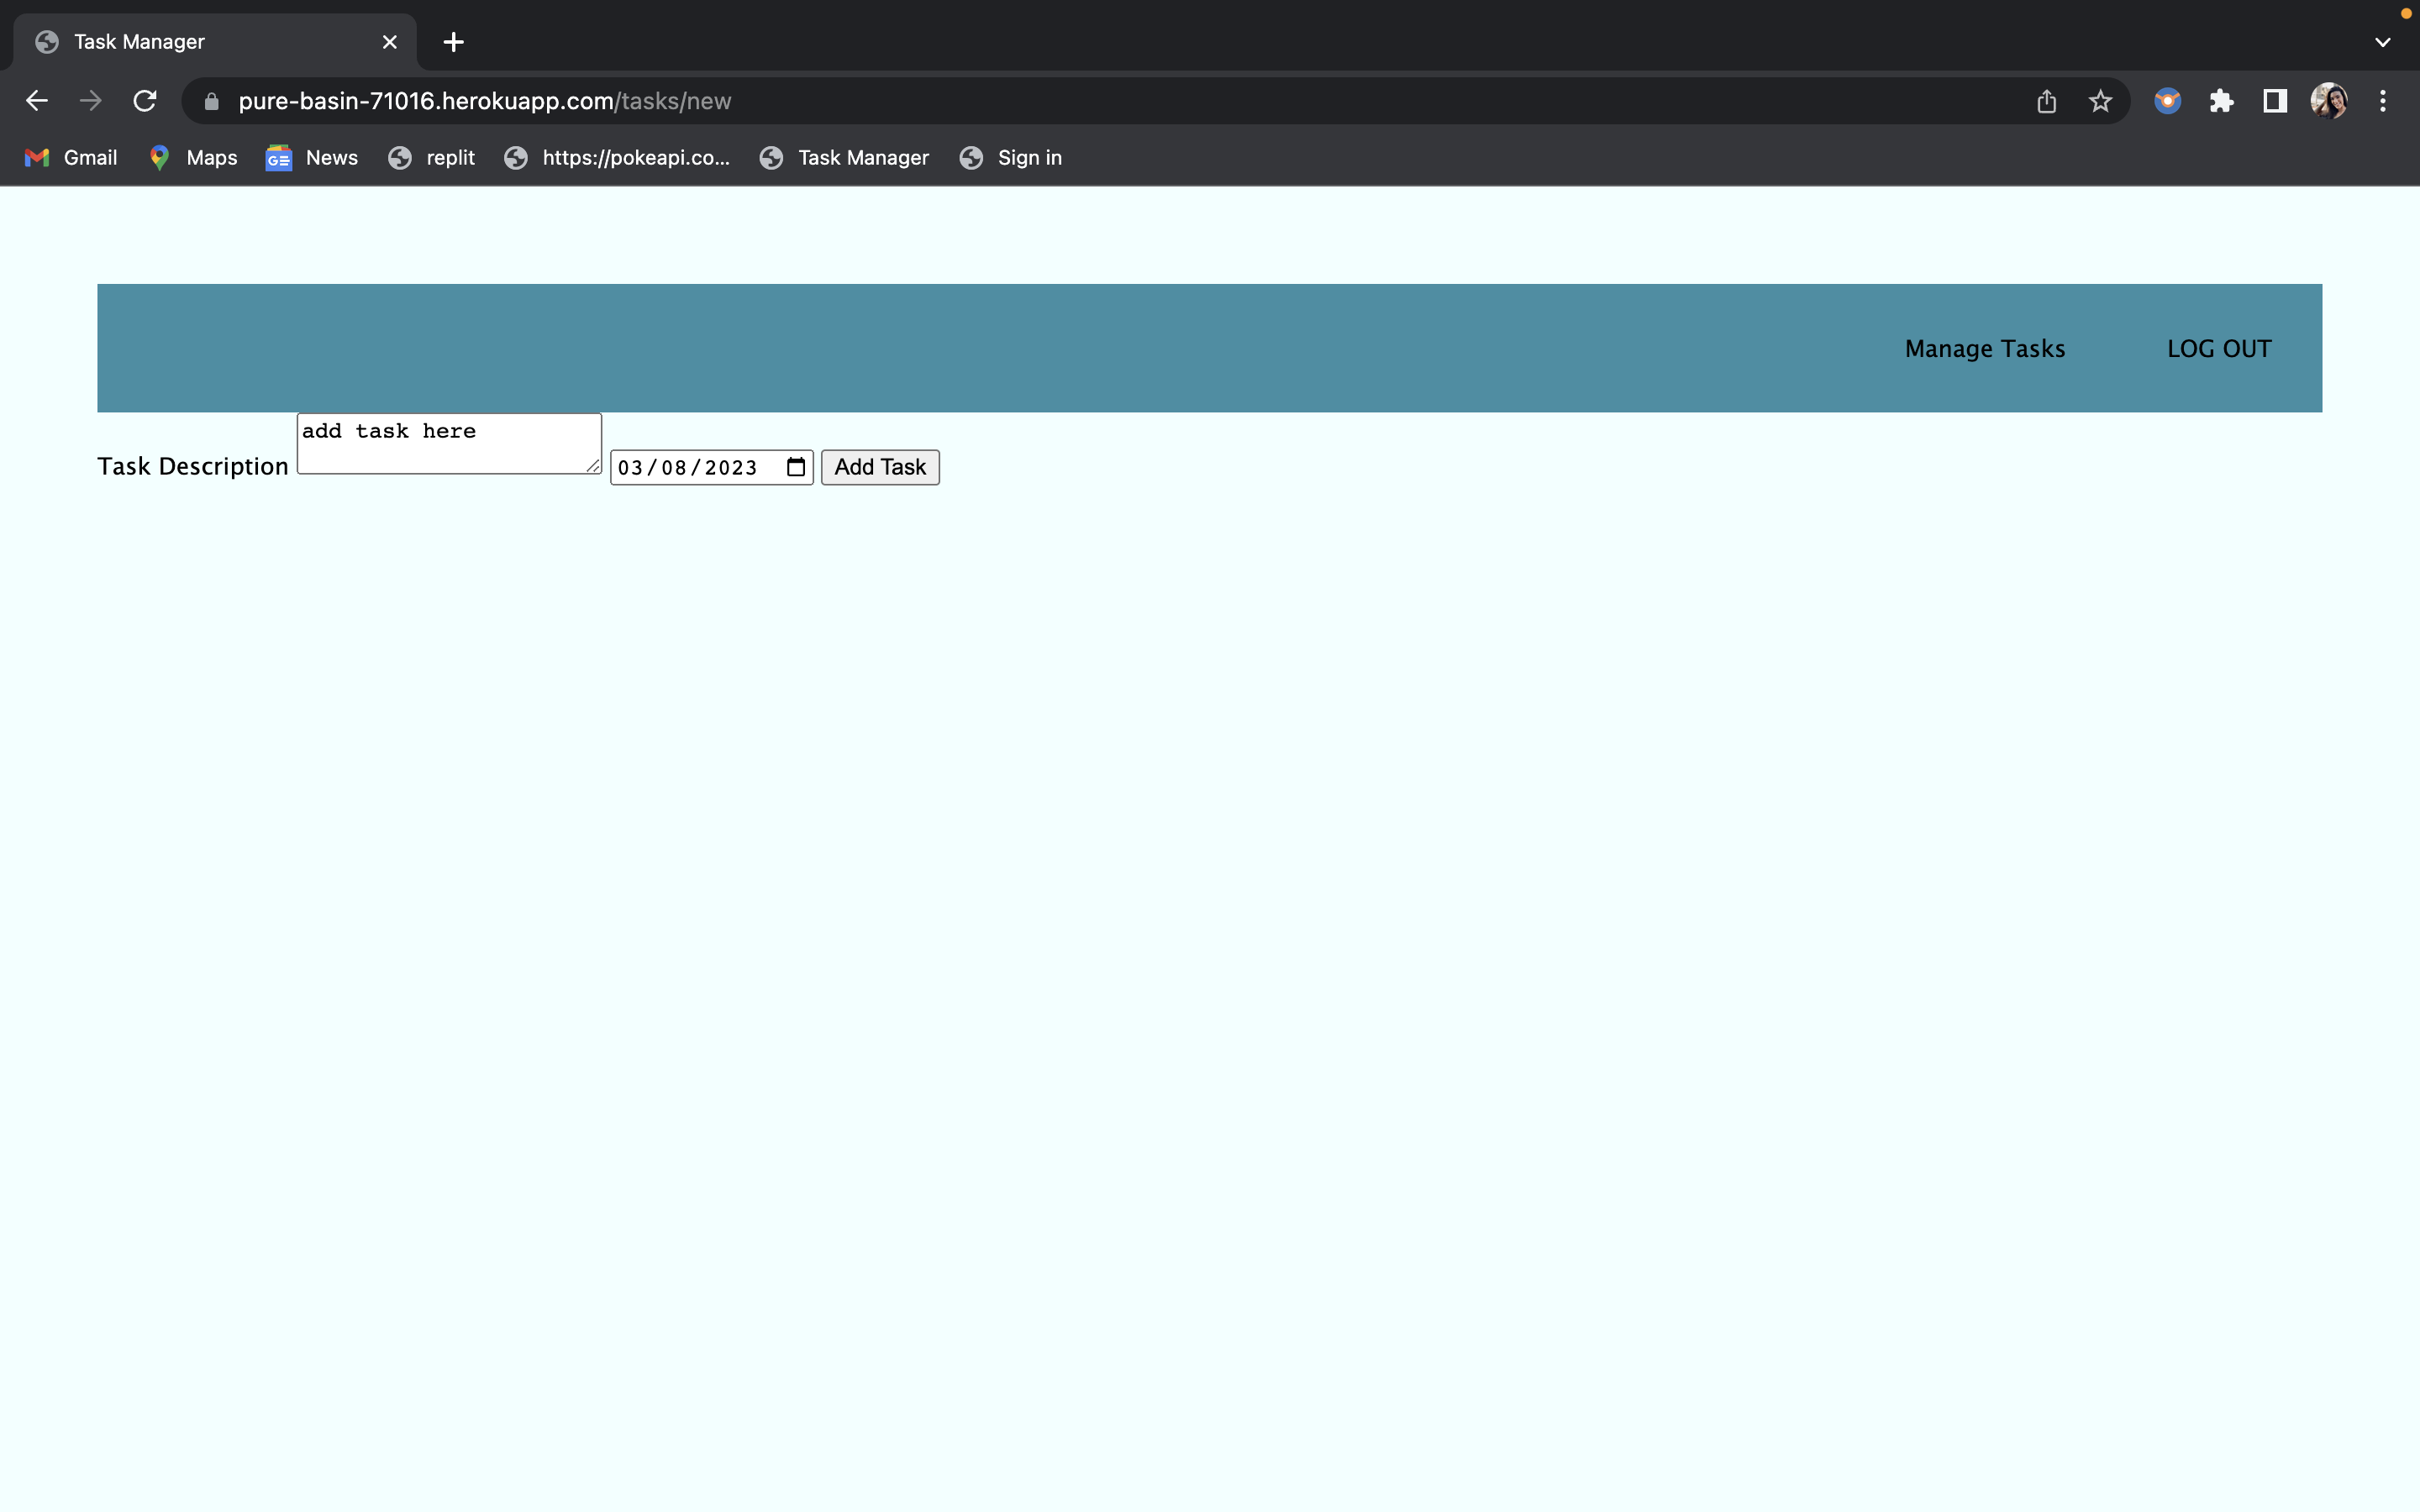 Task Manager
pure-basin-71016.herokuapp.com/tasks/new
Gmail Maps News replit https://pokeapi.co... Task Manager Sign in
Manage Tasks LOG OUT
add task here
Task Description 03/08/2023 Add Task